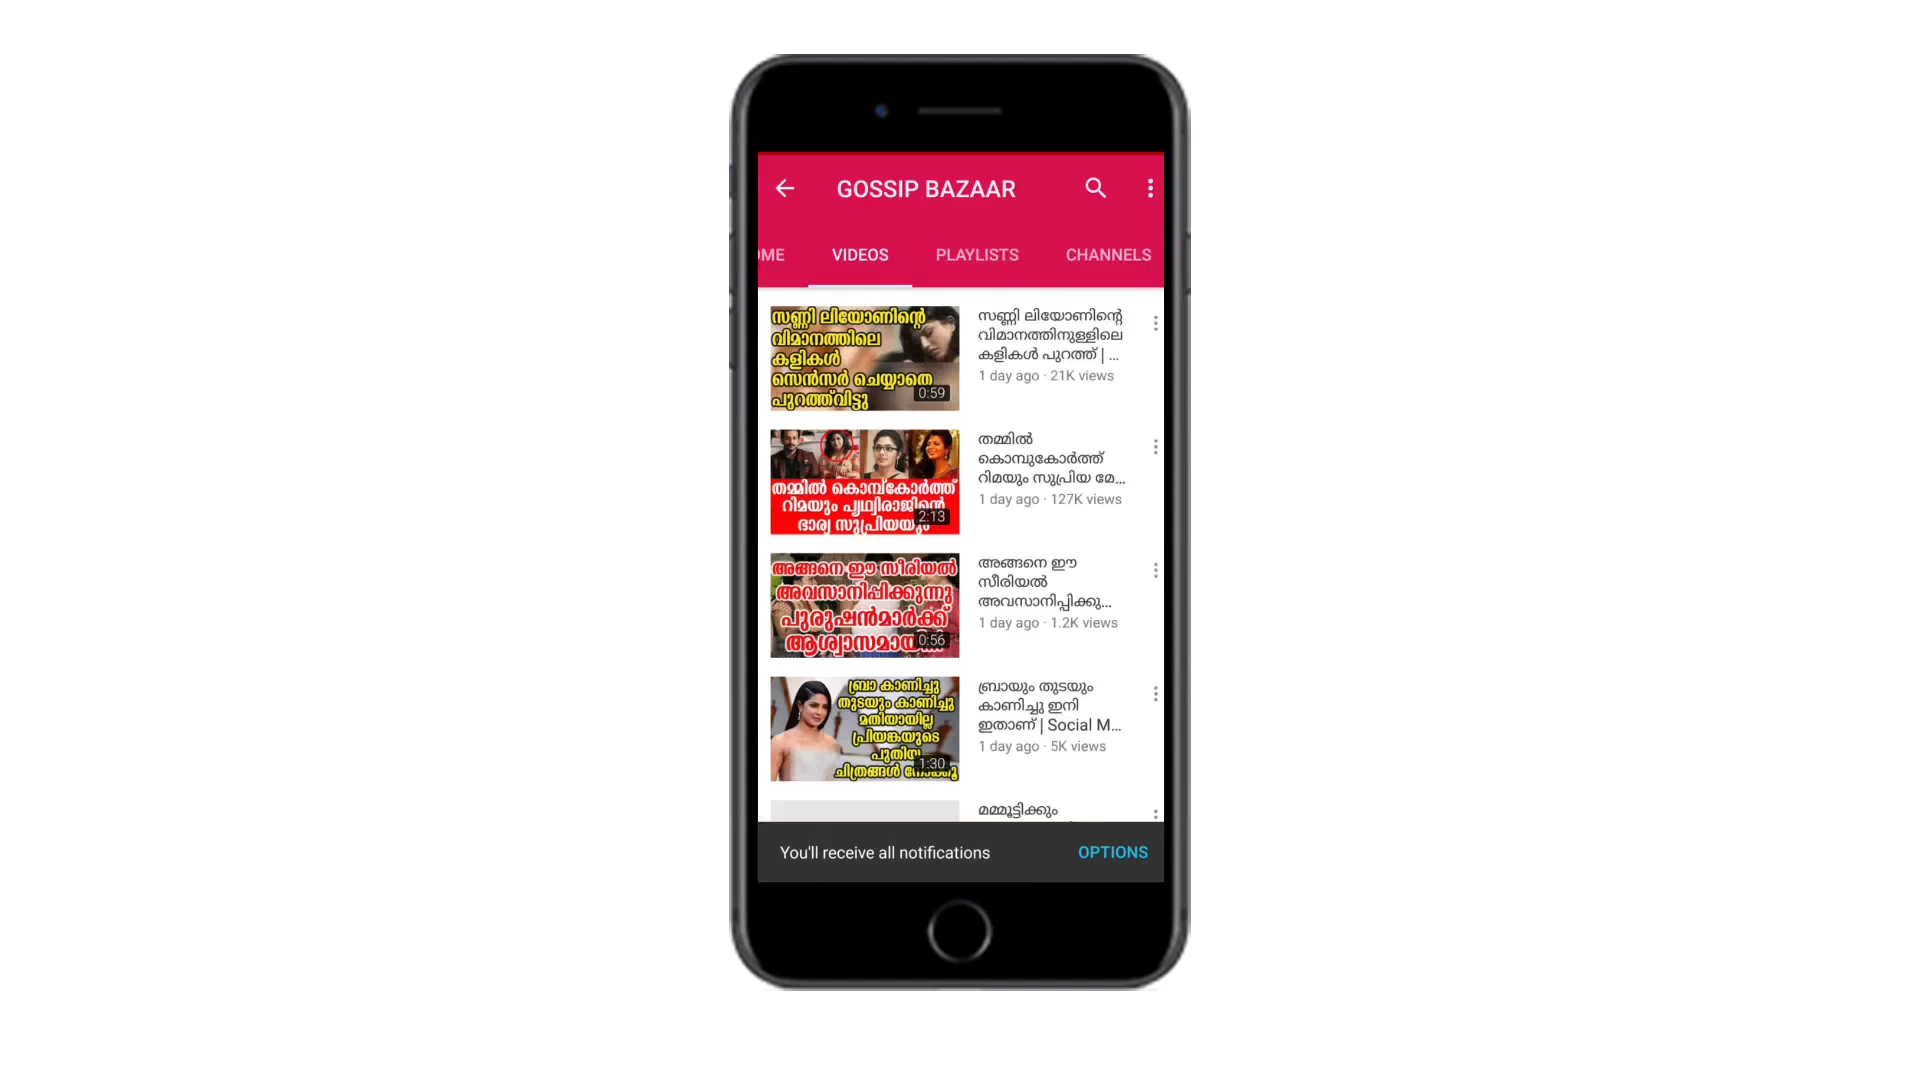 GOSSIP BAZAAR
OME
VIDEOS
PLAYLISTS
CHANNELS
സണ്ണി ലിയോണിന്റെ
വിമാനത്തിലെ
കളികൾ
സെൻസർ ചെയ്യാതെ
പുറത്ത്‌വിട്ടു
0:59
സണ്ണി ലിയോണിന്റെ
വിമാനത്തിനുള്ളിലെ
കളികൾ പുറത്ത് | ...
1 day ago · 21K views
തമ്മിൽ കൊമ്പ്കോർത്ത്
റിമയും പൃഥ്വിരാജിന്റെ
ഭാര്യ സുപ്രിയയും
2:13
തമ്മിൽ
കൊമ്പുകോർത്ത്
റിമയും സുപ്രിയ മേ...
1 day ago · 127K views
അങ്ങനെ ഈ സീരിയൽ
അവസാനിപ്പിക്കുന്നു
പുരുഷൻമാർക്ക്
0:56
അങ്ങനെ ഈ
സീരിയൽ
അവസാനിപ്പിക്കു...
1 day ago · 1.2K views
ബ്രാ കാണിച്ചു
തുടയും കാണിച്ചു
മതിയായില്ല
പ്രിയങ്കയുടെ
പുതിയ
ചിത്രങ്ങൾ നോക്കൂ
1:30
ബ്രായും തുടയും
കാണിച്ചു ഇനി
ഇതാണ് | Social M...
1 day ago · 5K views
മമ്മൂട്ടിക്കും
You'll receive all notifications
OPTIONS